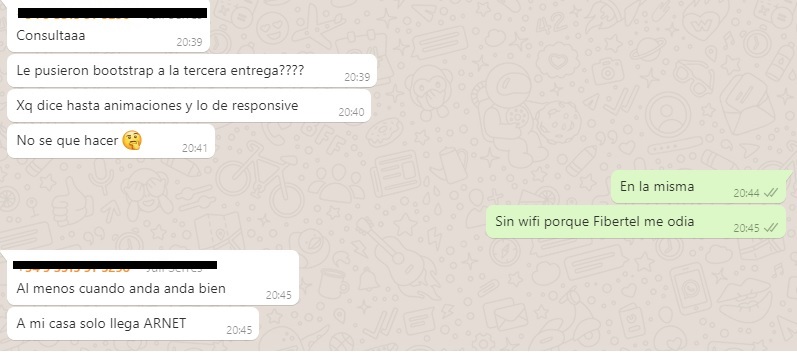 Consultaaa
20:39
Le pusieron bootstrap a la tercera entrega????
20:39
Xq dice hasta animaciones y lo de responsive
20:40
No se que hacer 🤔
20:41
En la misma
20:44
Sin wifi porque Fibertel me odia
20:45
Al menos cuando anda anda bien
20:45
A mi casa solo llega ARNET
20:45